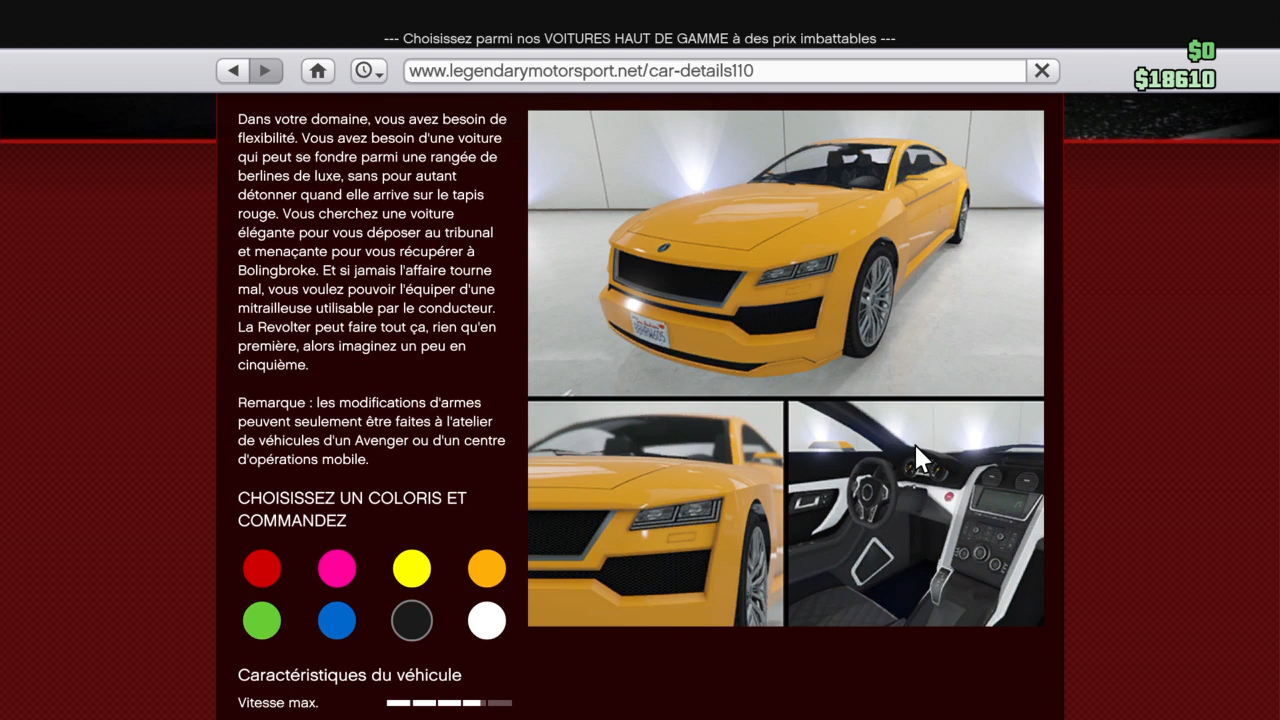 --- Choisissez parmi nos VOITURES HAUT DE GAMME à des prix imbattables ---
$0
www.legendarymotorsport.net/car-details110
$18610
Dans votre domaine, vous avez besoin de
flexibilité. Vous avez besoin d'une voiture
qui peut se fondre parmi une rangée de
berlines de luxe, sans pour autant
détonner quand elle arrive sur le tapis
rouge. Vous cherchez une voiture
élégante pour vous déposer au tribunal
et menaçante pour vous récupérer à
Bolingbroke. Et si jamais l'affaire tourne
mal, vous voulez pouvoir l'équiper d'une
mitrailleuse utilisable par le conducteur.
La Revolter peut faire tout ça, rien qu'en
première, alors imaginez un peu en
cinquième.
Remarque : les modifications d'armes
peuvent seulement être faites à l'atelier
de véhicules d'un Avenger ou d'un centre
d'opérations mobile.
CHOISISSEZ UN COLORIS ET
COMMANDEZ
Caractéristiques du véhicule
Vitesse max.